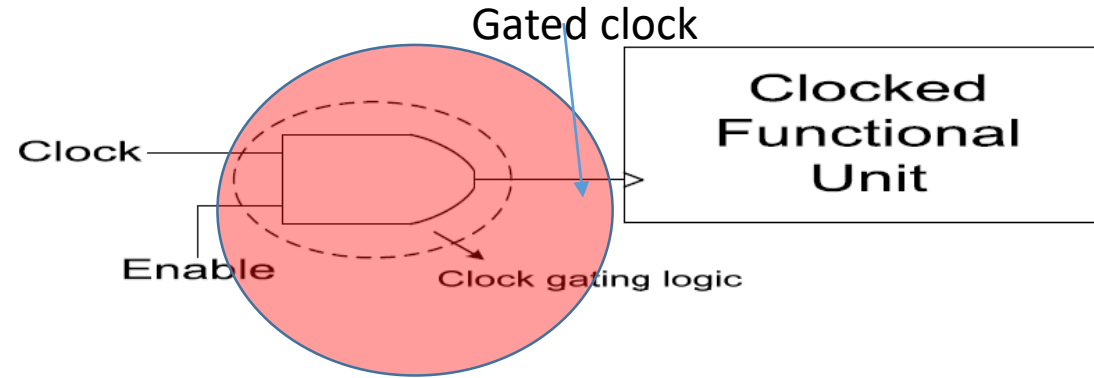 Gated clock
Clocked
Functional
Unit
Clock
Enable
Clock gating logic